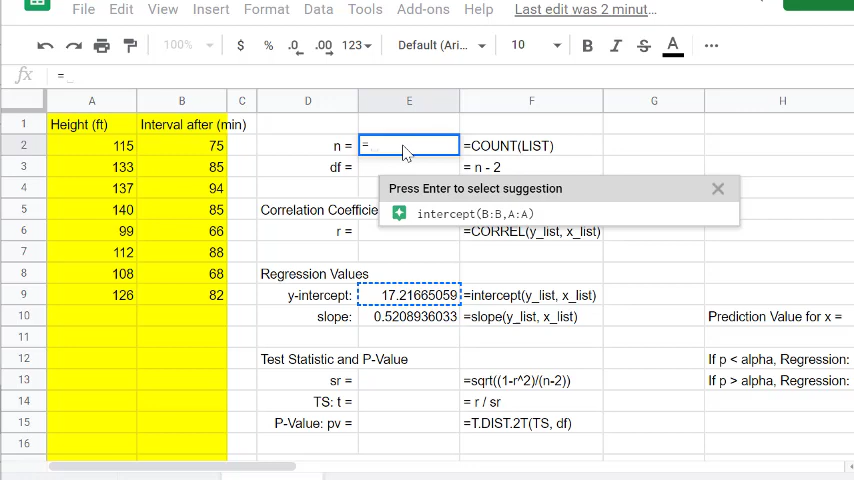 File Edit View Insert Format Data Tools Add-ons Help Last edit was 2 minut...
100% $ % .0 .00 123 Default (Ari... 10 B I S A
fx =
A B C D E F G H
1 Height (ft) Interval after (min)
2 115 75 n = = =COUNT(LIST)
3 133 85 df = = n - 2
4 137 94 Press Enter to select suggestion
5 140 85 Correlation Coefficie intercept(B:B,A:A)
6 99 66 r = =CORREL(y_list, x_list)
7 112 88
8 108 68 Regression Values
9 126 82 y-intercept: 17.21665059 =intercept(y_list, x_list)
10 slope: 0.5208936033 =slope(y_list, x_list) Prediction Value for x =
11
12 Test Statistic and P-Value If p < alpha, Regression:
13 sr = =sqrt((1-r^2)/(n-2)) If p > alpha, Regression:
14 TS: t = = r / sr
15 P-Value: pv = =T.DIST.2T(TS, df)
16